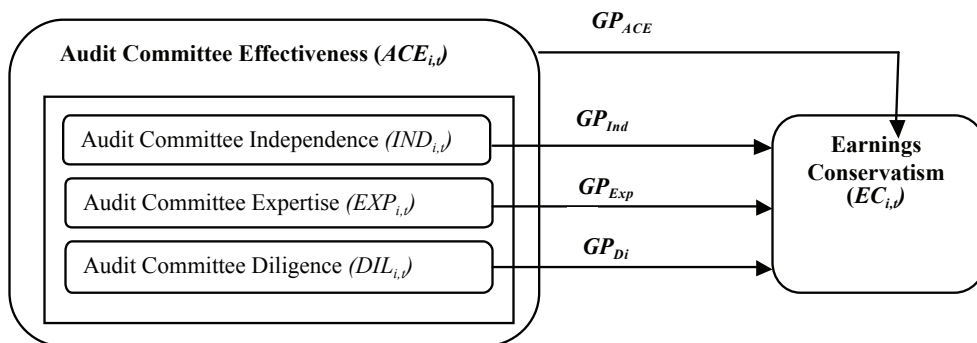 GP_ACE
Audit Committee Effectiveness (ACE_i,t)
GP_Ind
Audit Committee Independence (IND_i,t)
Earnings
Conservatism
(EC_i,t)
GP_Exp
Audit Committee Expertise (EXP_i,t)
GP_Di
Audit Committee Diligence (DIL_i,t)